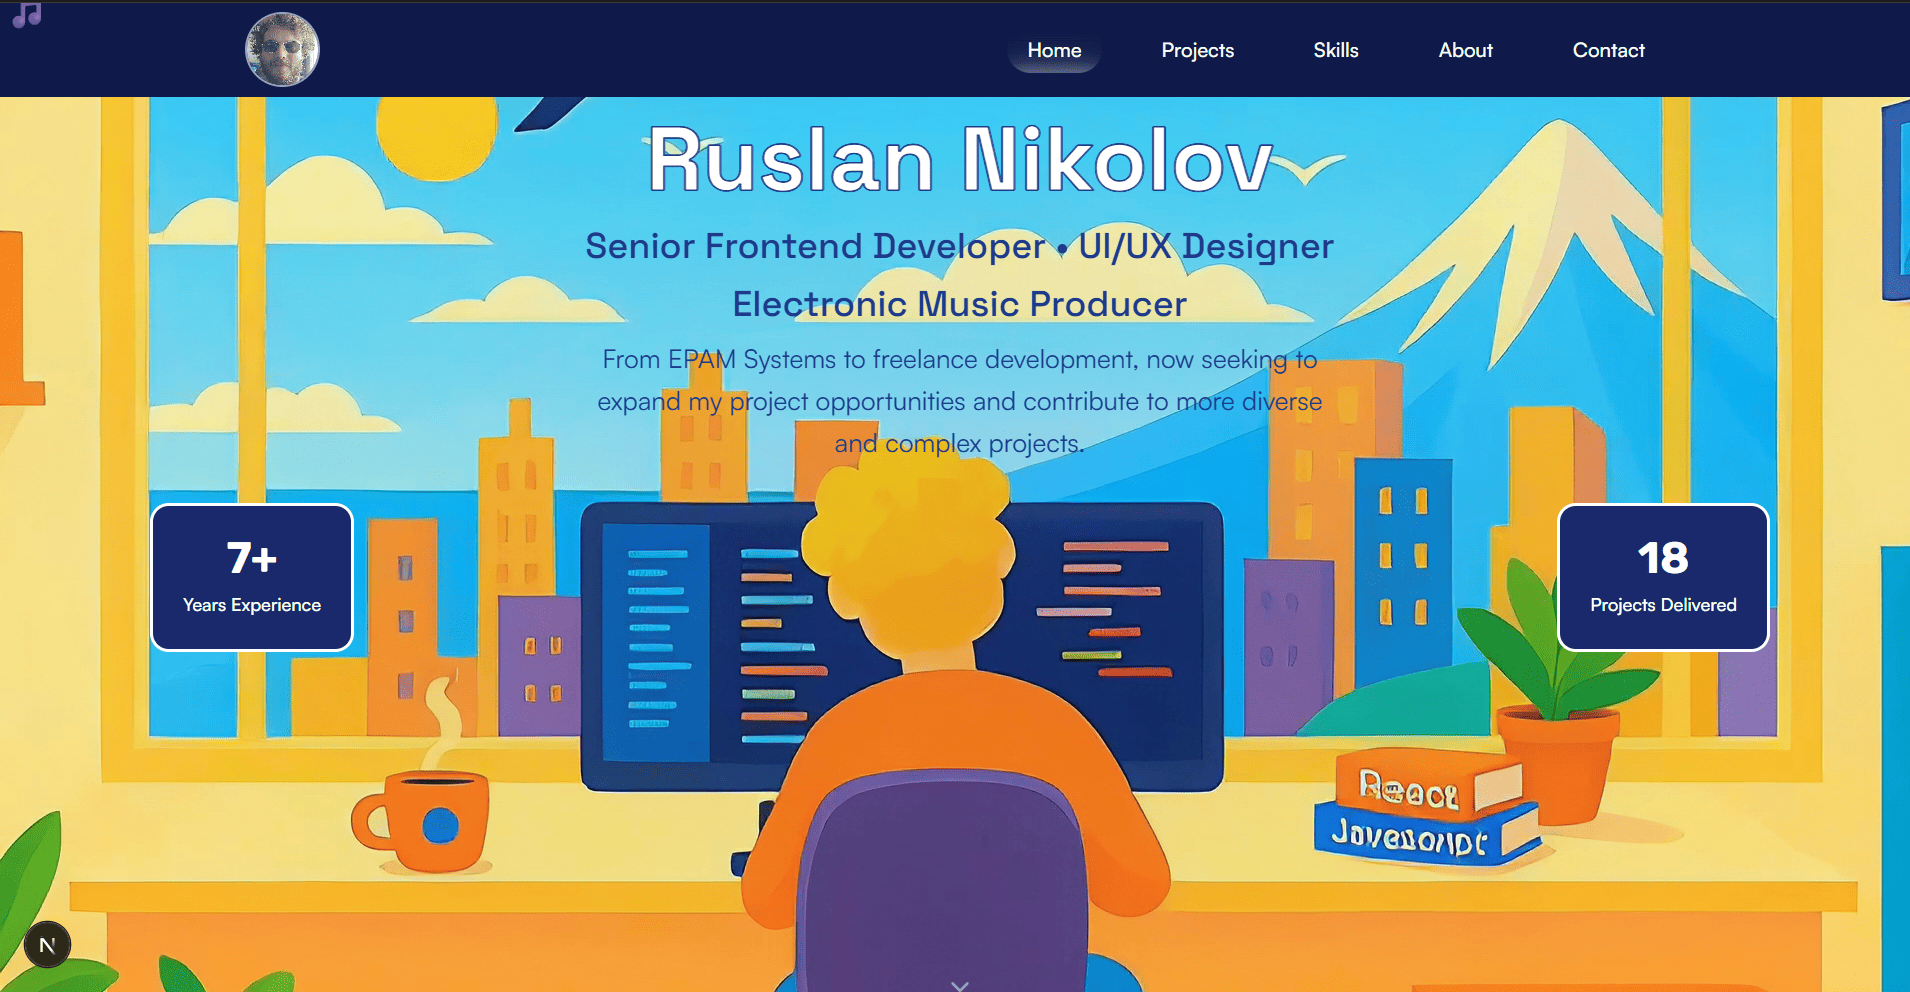 Home
Projects
Skills
About
Contact
Ruslan Nikolov
Senior Frontend Developer • UI/UX Designer
Electronic Music Producer
From EPAM Systems to freelance development, now seeking to
expand my project opportunities and contribute to more diverse
and complex projects.
7+
Years Experience
18
Projects Delivered
N